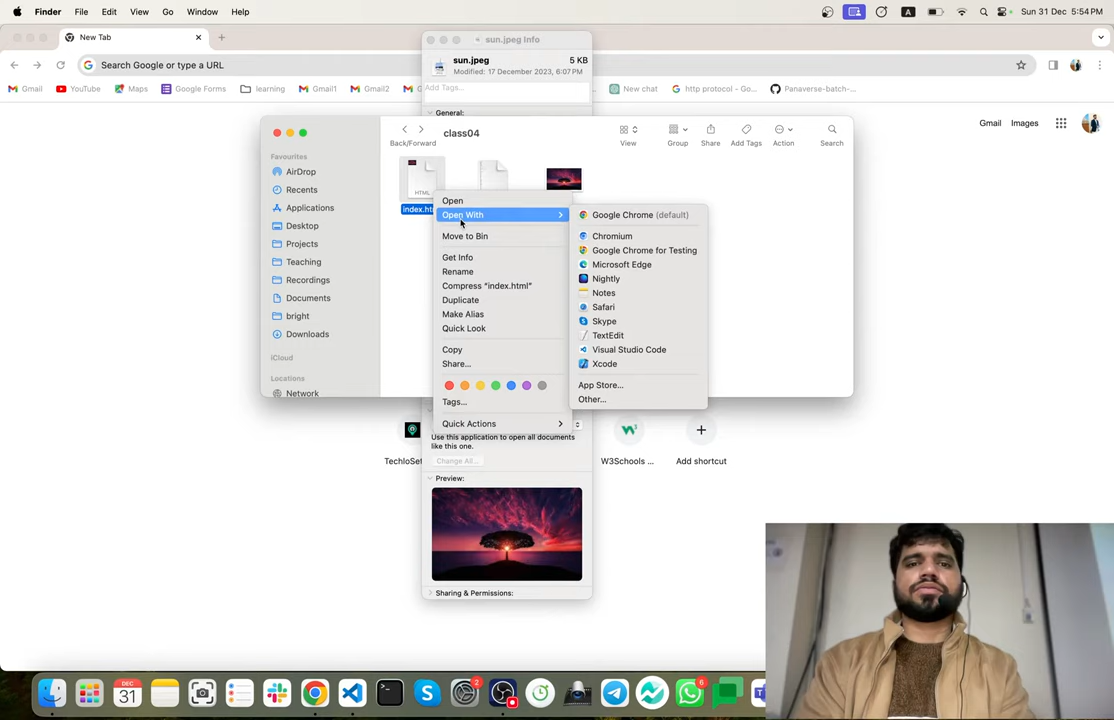 Finder File Edit View Go Window Help
A
Sun 31 Dec 5:54 PM
New Tab
Search Google or type a URL
Gmail YouTube Maps Google Forms learning Gmail1 Gmail2 New chat http protocol - Go... Panaverse-batch-...
Gmail Images
sun.jpeg Info
sun.jpeg 5 KB
Modified: 17 December 2023, 6:07 PM
Add Tags...
General:
class04
Back/Forward View Group Share Add Tags Action Search
Favourites
AirDrop
Recents
Applications
Desktop
Projects
Teaching
Recordings
Documents
bright
Downloads
iCloud
Locations
Network
HTML
Open
Open With
Move to Bin
Get Info
Rename
Compress “index.html”
Duplicate
Make Alias
Quick Look
Copy
Share...
Tags...
Quick Actions
Google Chrome (default)
Chromium
Google Chrome for Testing
Microsoft Edge
Nightly
Notes
Safari
Skype
TextEdit
Visual Studio Code
Xcode
App Store...
Other...
Use this application to open all documents
like this one.
Change All...
Preview:
Sharing & Permissions:
W3Schools ... Add shortcut
DEC
31
2
6